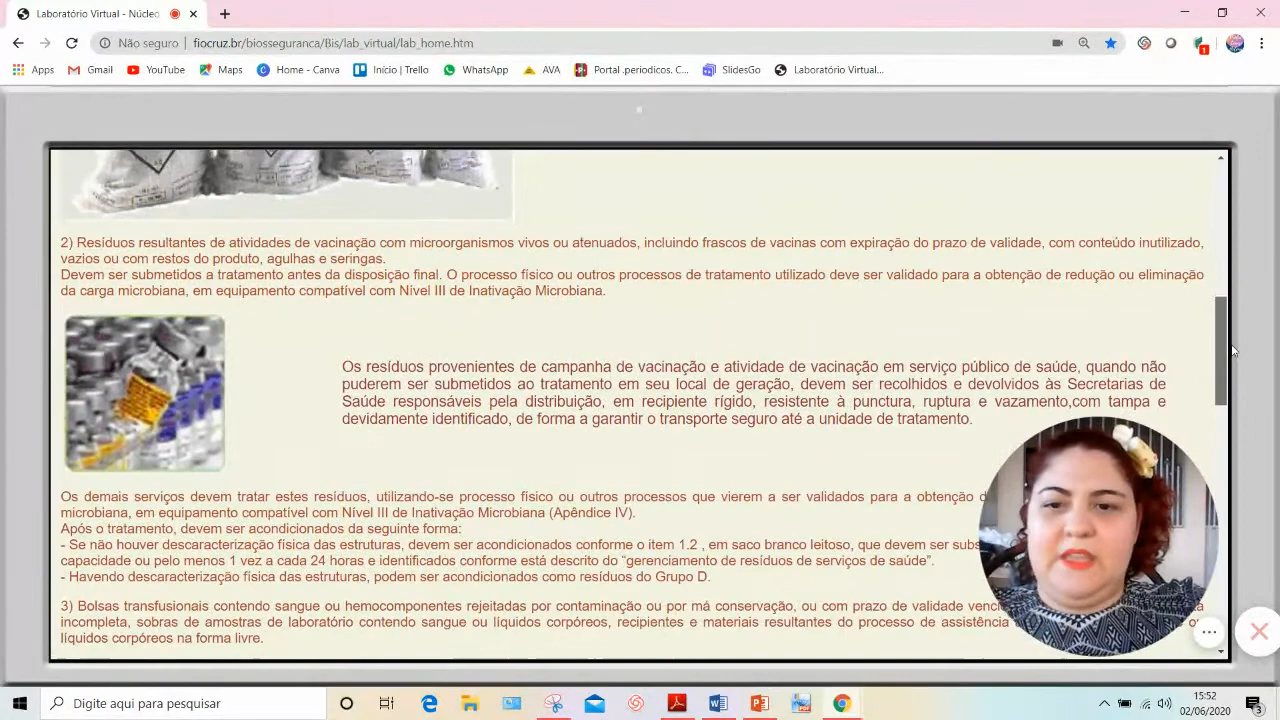 Laboratório Virtual - Núcleo
Não seguro | fiocruz.br/biosseguranca/Bis/lab_virtual/lab_home.htm
Apps Gmail YouTube Maps Home - Canva Início | Trello WhatsApp AVA Portal .periodicos. C... SlidesGo Laboratório Virtual...
2) Resíduos resultantes de atividades de vacinação com microorganismos vivos ou atenuados, incluindo frascos de vacinas com expiração do prazo de validade, com conteúdo inutilizado,
vazios ou com restos do produto, agulhas e seringas.
Devem ser submetidos a tratamento antes da disposição final. O processo físico ou outros processos de tratamento utilizado deve ser validado para a obtenção de redução ou eliminação
da carga microbiana, em equipamento compatível com Nível III de Inativação Microbiana.
Os resíduos provenientes de campanha de vacinação e atividade de vacinação em serviço público de saúde, quando não
puderem ser submetidos ao tratamento em seu local de geração, devem ser recolhidos e devolvidos às Secretarias de
Saúde responsáveis pela distribuição, em recipiente rígido, resistente à punctura, ruptura e vazamento,com tampa e
devidamente identificado, de forma a garantir o transporte seguro até a unidade de tratamento.
Os demais serviços devem tratar estes resíduos, utilizando-se processo físico ou outros processos que vierem a ser validados para a obtenção
microbiana, em equipamento compatível com Nível III de Inativação Microbiana (Apêndice IV).
Após o tratamento, devem ser acondicionados da seguinte forma:
- Se não houver descaracterização física das estruturas, devem ser acondicionados conforme o item 1.2 , em saco branco leitoso, que devem ser
capacidade ou pelo menos 1 vez a cada 24 horas e identificados conforme está descrito do “gerenciamento de resíduos de serviços de saúde”.
- Havendo descaracterização física das estruturas, podem ser acondicionados como resíduos do Grupo D.
3) Bolsas transfusionais contendo sangue ou hemocomponentes rejeitadas por contaminação ou por má conservação, ou com prazo de validade
incompleta, sobras de amostras de laboratório contendo sangue ou líquidos corpóreos, recipientes e materiais resultantes do processo de assistência
líquidos corpóreos na forma livre.
Digite aqui para pesquisar
15:52
02/06/2020